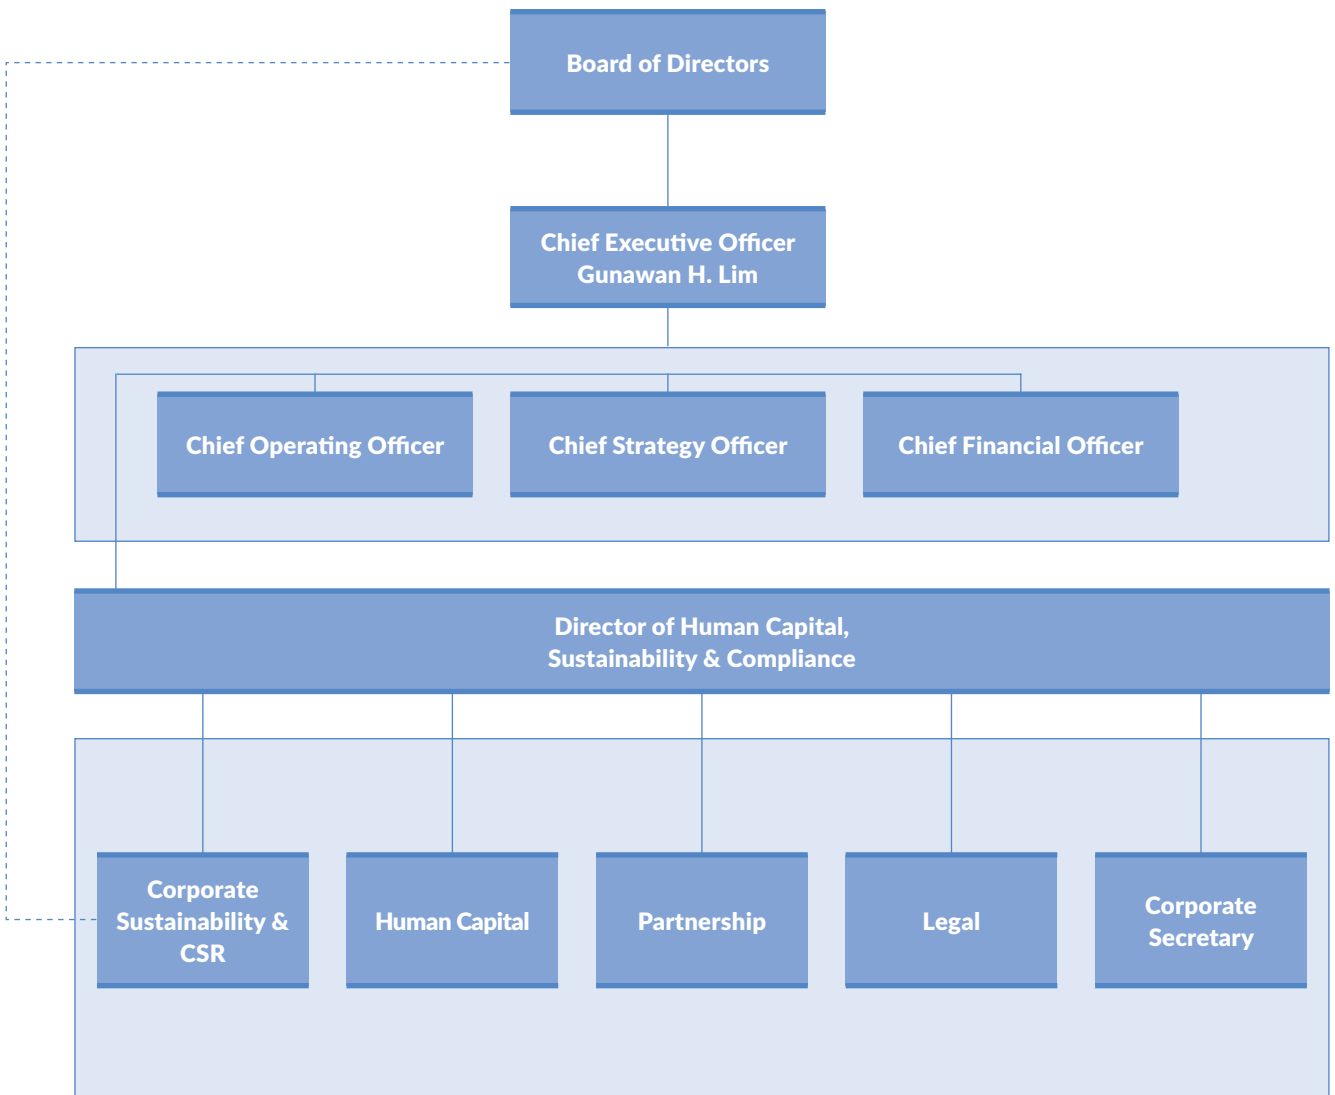 Board of Directors
Chief Executive Officer
Gunawan H. Lim
Chief Operating Officer
Chief Strategy Officer
Chief Financial Officer
Director of Human Capital,
Sustainability & Compliance
Corporate
Sustainability &
CSR
Human Capital
Partnership
Legal
Corporate
Secretary